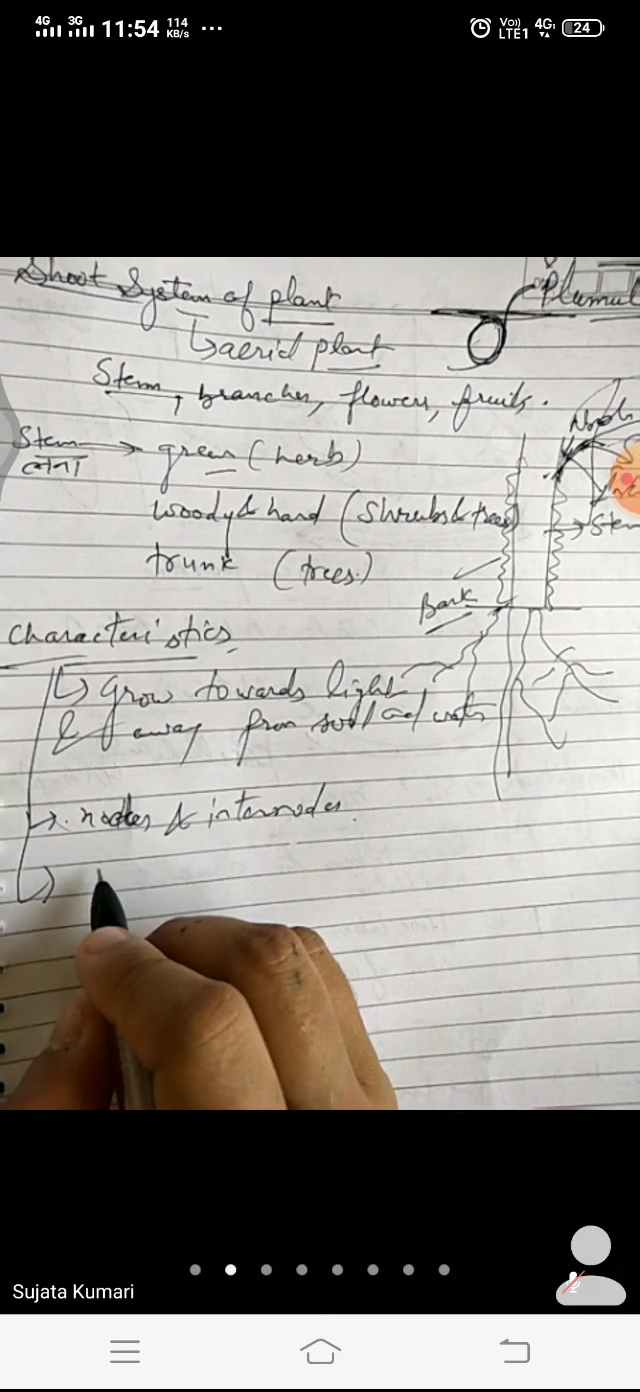 4G 3G 11:54 114 KB/s ... Vo)) LTE1 4G 24
Shoot System of plant
Plumul
↳ aerial plant
Stem, branches, flowers, fruits.
Stem → green (herb)
तना
woody & hard (Shrubs & trees)
→ Stem
trunk (trees)
Bark
Characteristics
↳ Grow towards light,
& away from soil and water
→ nodes & internodes.
Sujata Kumari